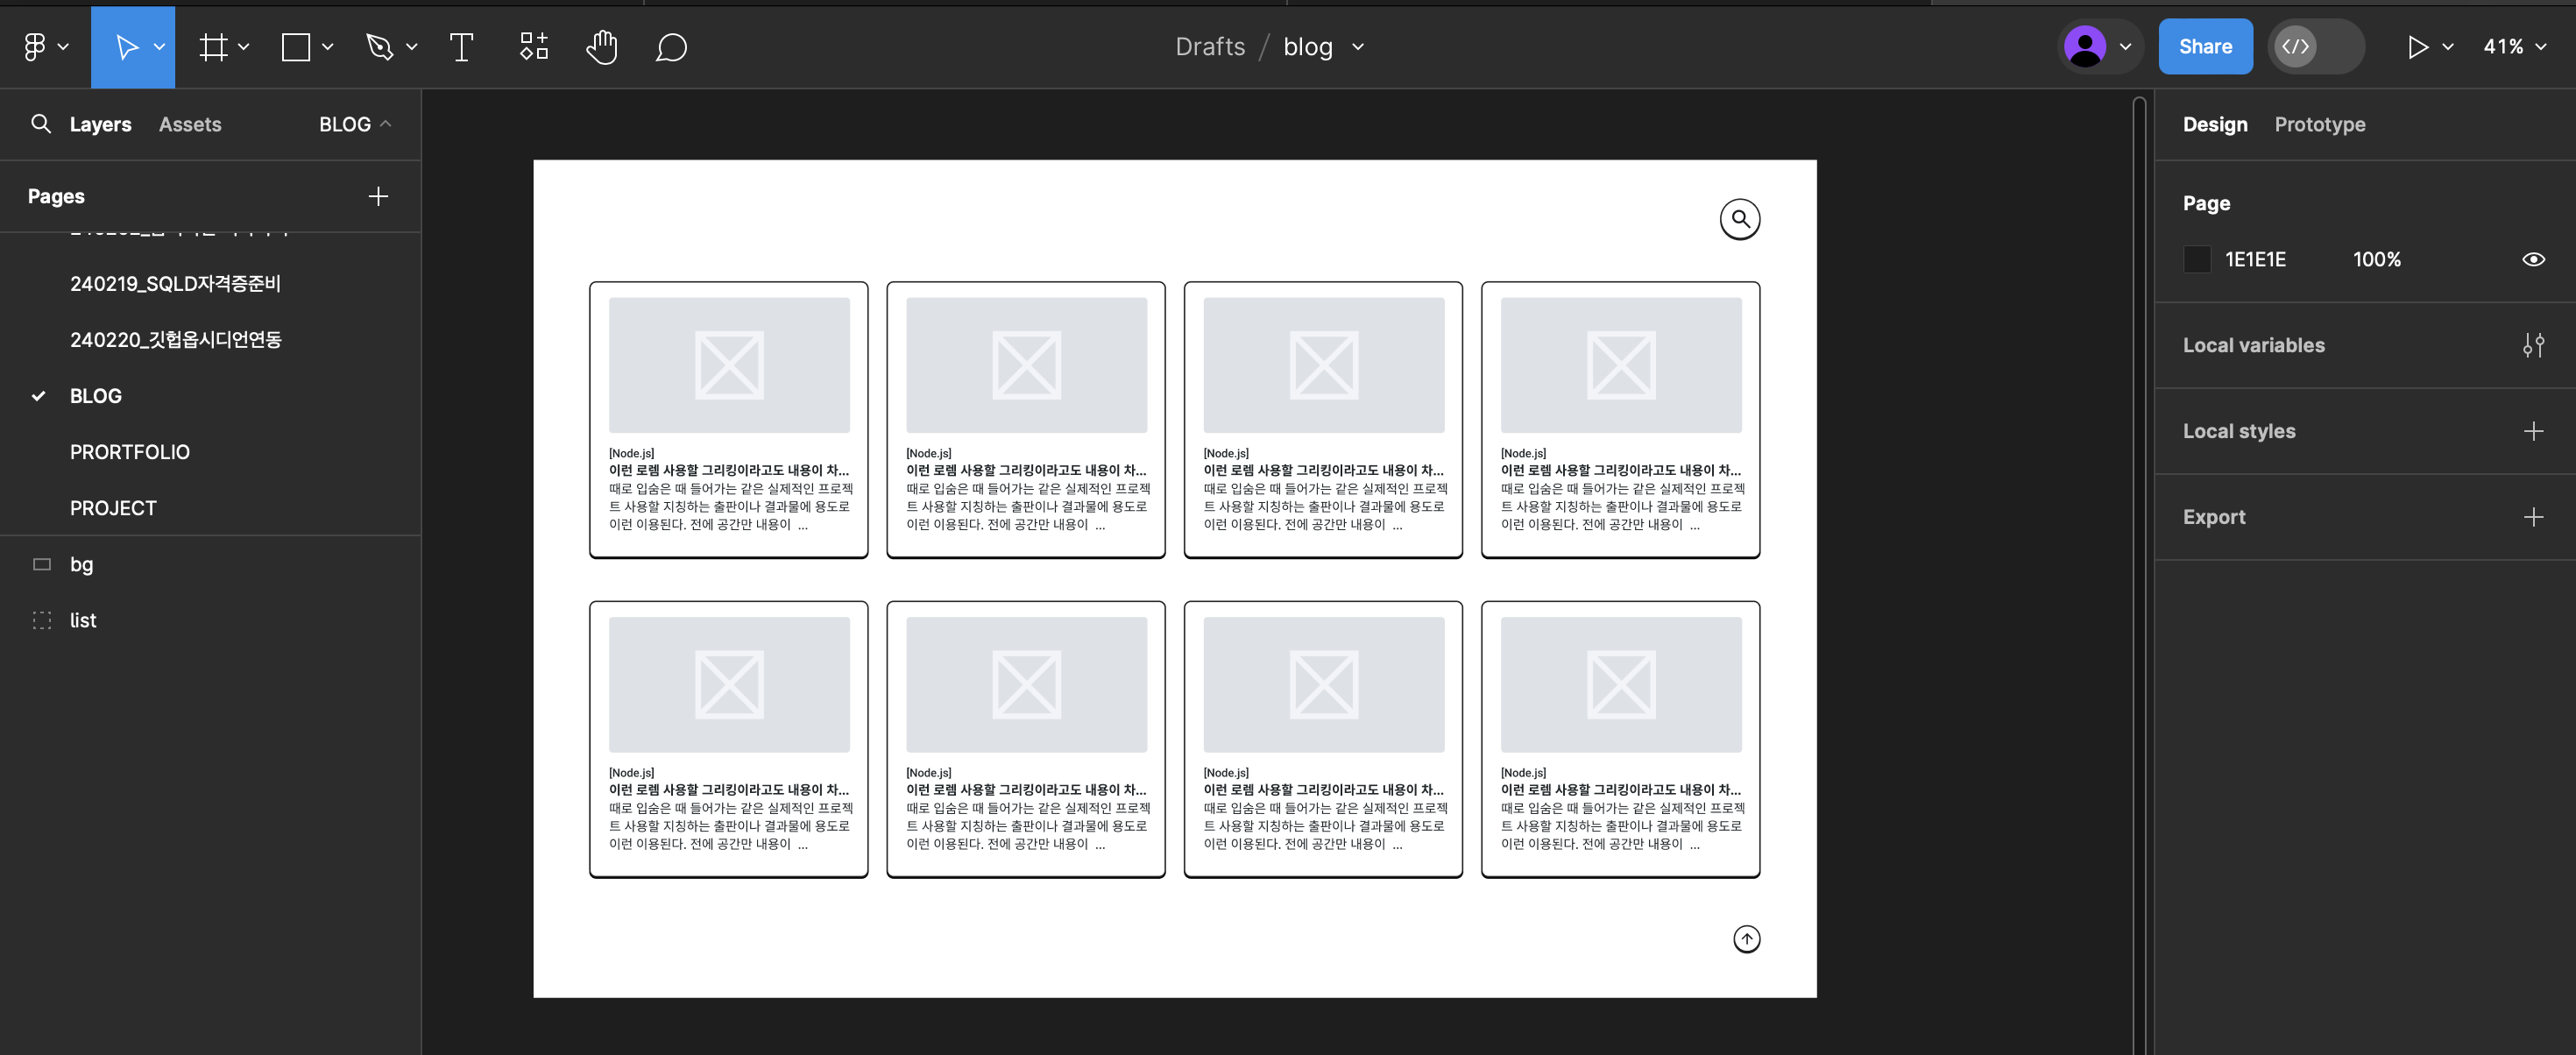 Drafts / blog
Share
41%
Layers
Assets
BLOG
Pages
240219_SQLD자격증준비
240220_깃헙옵시디언연동
BLOG
PRORTFOLIO
PROJECT
bg
list
[Node.js]
이런 로렘 사용할 그리킹이라고도 내용이 차...
때로 입숨은 때 들어가는 같은 실제적인 프로젝
트 사용할 지칭하는 출판이나 결과물에 용도로
이런 이용된다. 전에 공간만 내용이 ...
[Node.js]
이런 로렘 사용할 그리킹이라고도 내용이 차...
때로 입숨은 때 들어가는 같은 실제적인 프로젝
트 사용할 지칭하는 출판이나 결과물에 용도로
이런 이용된다. 전에 공간만 내용이 ...
[Node.js]
이런 로렘 사용할 그리킹이라고도 내용이 차...
때로 입숨은 때 들어가는 같은 실제적인 프로젝
트 사용할 지칭하는 출판이나 결과물에 용도로
이런 이용된다. 전에 공간만 내용이 ...
[Node.js]
이런 로렘 사용할 그리킹이라고도 내용이 차...
때로 입숨은 때 들어가는 같은 실제적인 프로젝
트 사용할 지칭하는 출판이나 결과물에 용도로
이런 이용된다. 전에 공간만 내용이 ...
[Node.js]
이런 로렘 사용할 그리킹이라고도 내용이 차...
때로 입숨은 때 들어가는 같은 실제적인 프로젝
트 사용할 지칭하는 출판이나 결과물에 용도로
이런 이용된다. 전에 공간만 내용이 ...
[Node.js]
이런 로렘 사용할 그리킹이라고도 내용이 차...
때로 입숨은 때 들어가는 같은 실제적인 프로젝
트 사용할 지칭하는 출판이나 결과물에 용도로
이런 이용된다. 전에 공간만 내용이 ...
[Node.js]
이런 로렘 사용할 그리킹이라고도 내용이 차...
때로 입숨은 때 들어가는 같은 실제적인 프로젝
트 사용할 지칭하는 출판이나 결과물에 용도로
이런 이용된다. 전에 공간만 내용이 ...
[Node.js]
이런 로렘 사용할 그리킹이라고도 내용이 차...
때로 입숨은 때 들어가는 같은 실제적인 프로젝
트 사용할 지칭하는 출판이나 결과물에 용도로
이런 이용된다. 전에 공간만 내용이 ...
Design
Prototype
Page
1E1E1E
100%
Local variables
Local styles
Export